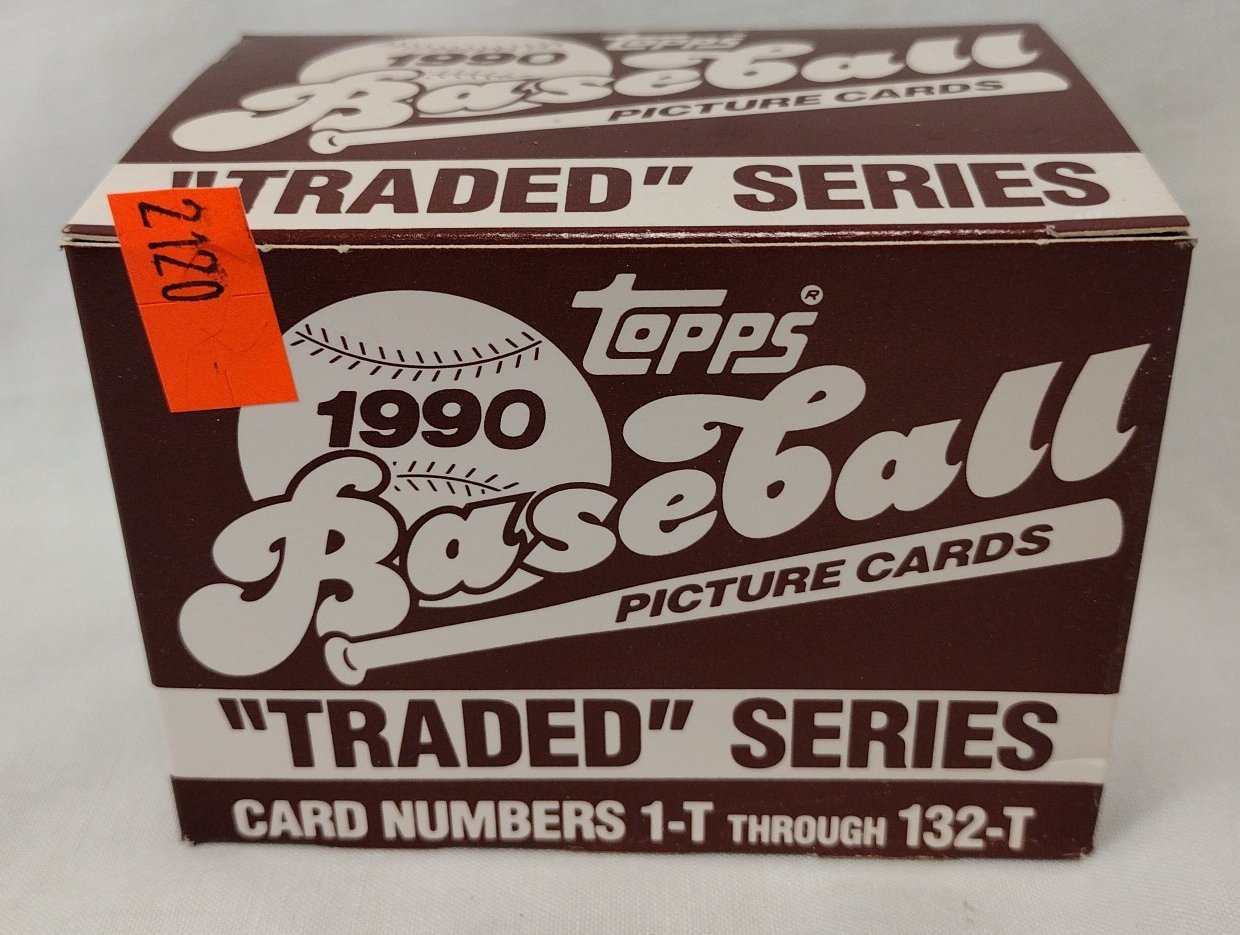 1990
Topps
Baseball
PICTURE CARDS
"TRADED" SERIES
2120
Topps®
1990
Baseball
PICTURE CARDS
"TRADED" SERIES
CARD NUMBERS 1-T THROUGH 132-T